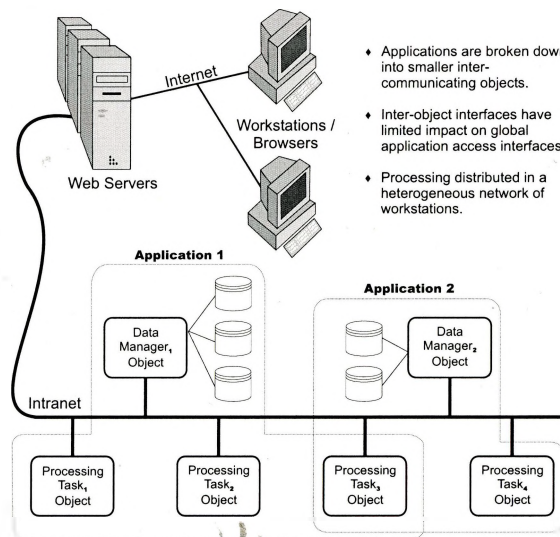 Internet
Workstations /
Browsers
Web Servers
♦ Applications are broken dow
into smaller inter-
communicating objects.
♦ Inter-object interfaces have
limited impact on global
application access interfaces
♦ Processing distributed in a
heterogeneous network of
workstations.
Application 1
Application 2
Data
Manager₁
Object
Data
Manager₂
Object
Intranet
Processing
Task₁
Object
Processing
Task₂
Object
Processing
Task₃
Object
Processing
Task₄
Object